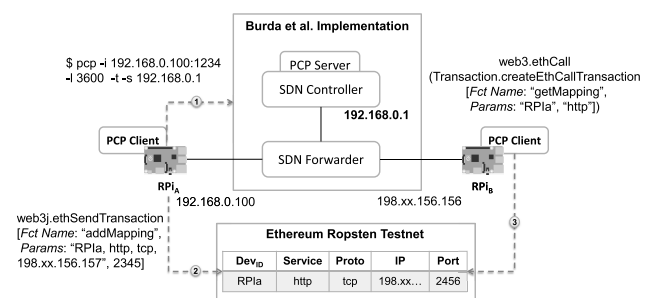 Burda et al. Implementation
$ pcp -i 192.168.0.100:1234
-l 3600 -t -s 192.168.0.1
PCP Server
SDN Controller
192.168.0.1
web3.ethCall
(Transaction.createEthCallTransaction
[Fct Name: “getMapping”,
Params: “RPIa”, “http”])
1
PCP Client
SDN Forwarder
PCP Client
RPiA
RPiB
192.168.0.100
198.xx.156.156
web3j.ethSendTransaction
[Fct Name: “addMapping”,
Params: “RPIa, http, tcp,
198.xx.156.157”, 2345]
3
Ethereum Ropsten Testnet
2
DevID Service Proto IP Port
RPIa http tcp 198.xx... 2456